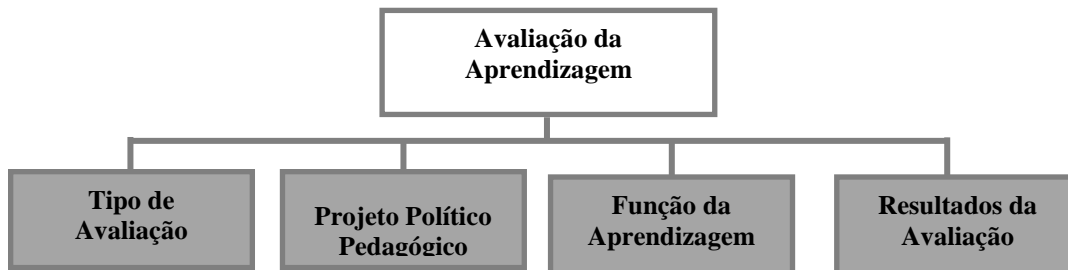 Avaliação da
Aprendizagem
Tipo de
Avaliação
Projeto Político
Pedagógico
Função da
Aprendizagem
Resultados da
Avaliação